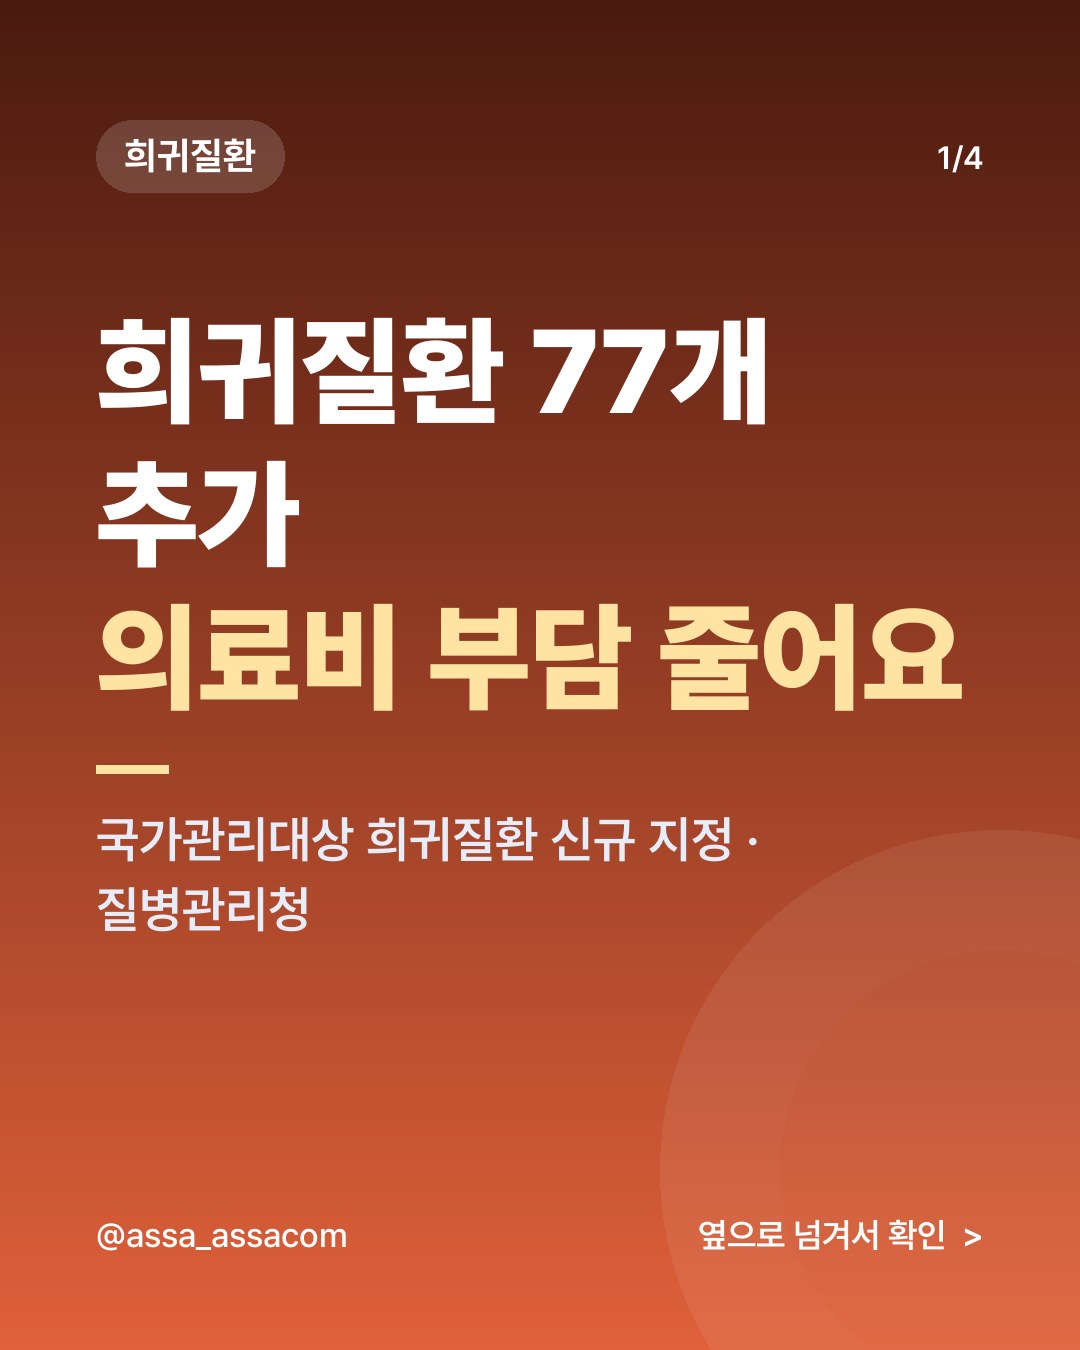 희귀질환
1/4
희귀질환 77개
추가
의료비 부담 줄어요
국가관리대상 희귀질환 신규 지정 ·
질병관리청
@assa_assacom
옆으로 넘겨서 확인 >